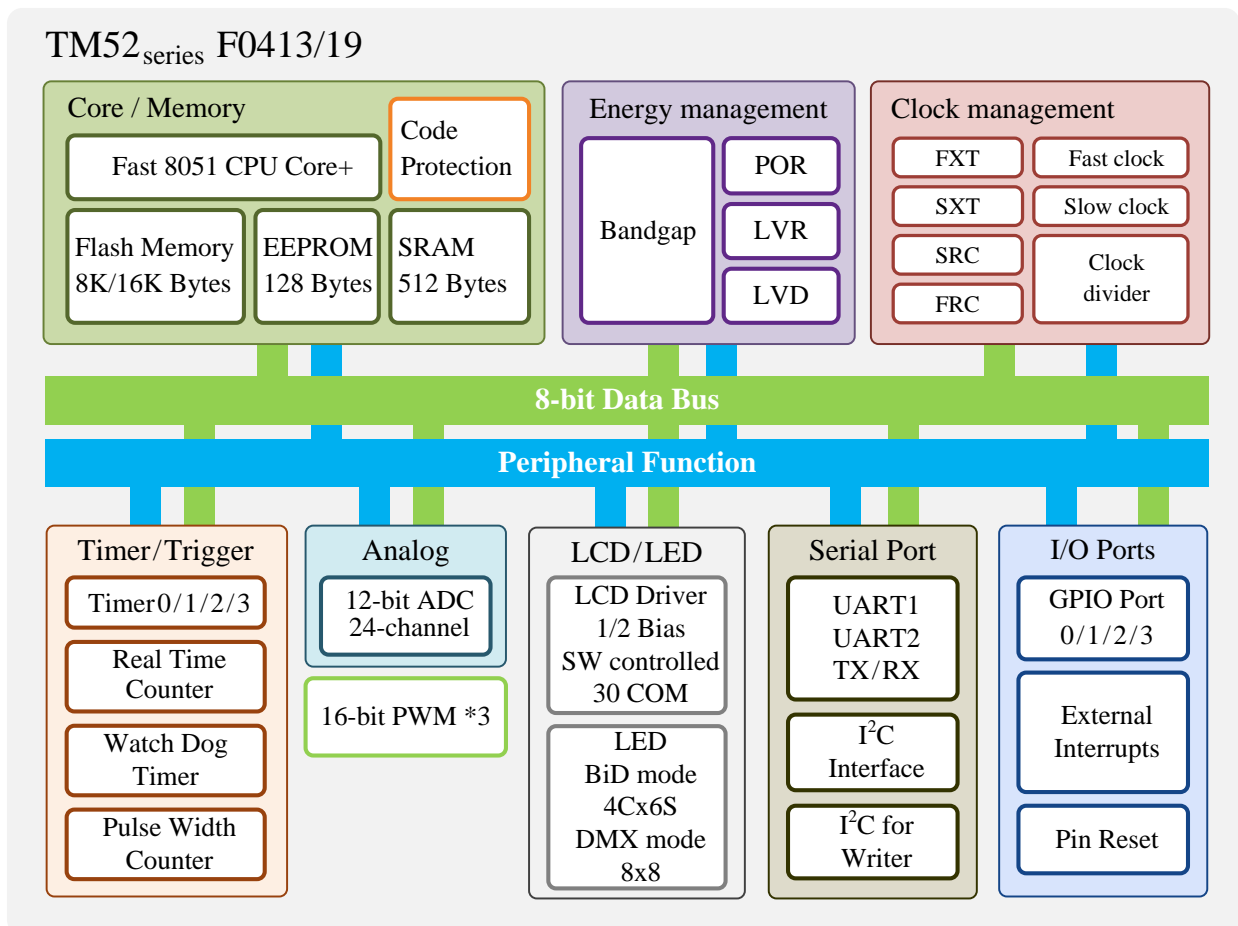 TM52series F0413/19
Core / Memory
Fast 8051 CPU Core+
Code
Protection
Flash Memory
8K/16K Bytes
EEPROM
128 Bytes
SRAM
512 Bytes
Energy management
Bandgap
POR
LVR
LVD
Clock management
FXT
SXT
SRC
FRC
Fast clock
Slow clock
Clock
divider
8-bit Data Bus
Peripheral Function
Timer/Trigger
Timer0/1/2/3
Real Time
Counter
Watch Dog
Timer
Pulse Width
Counter
Analog
12-bit ADC
24-channel
16-bit PWM *3
LCD/LED
LCD Driver
1/2 Bias
SW controlled
30 COM
LED
BiD mode
4Cx6S
DMX mode
8x8
Serial Port
UART1
UART2
TX/RX
I²C
Interface
I²C for
Writer
I/O Ports
GPIO Port
0/1/2/3
External
Interrupts
Pin Reset